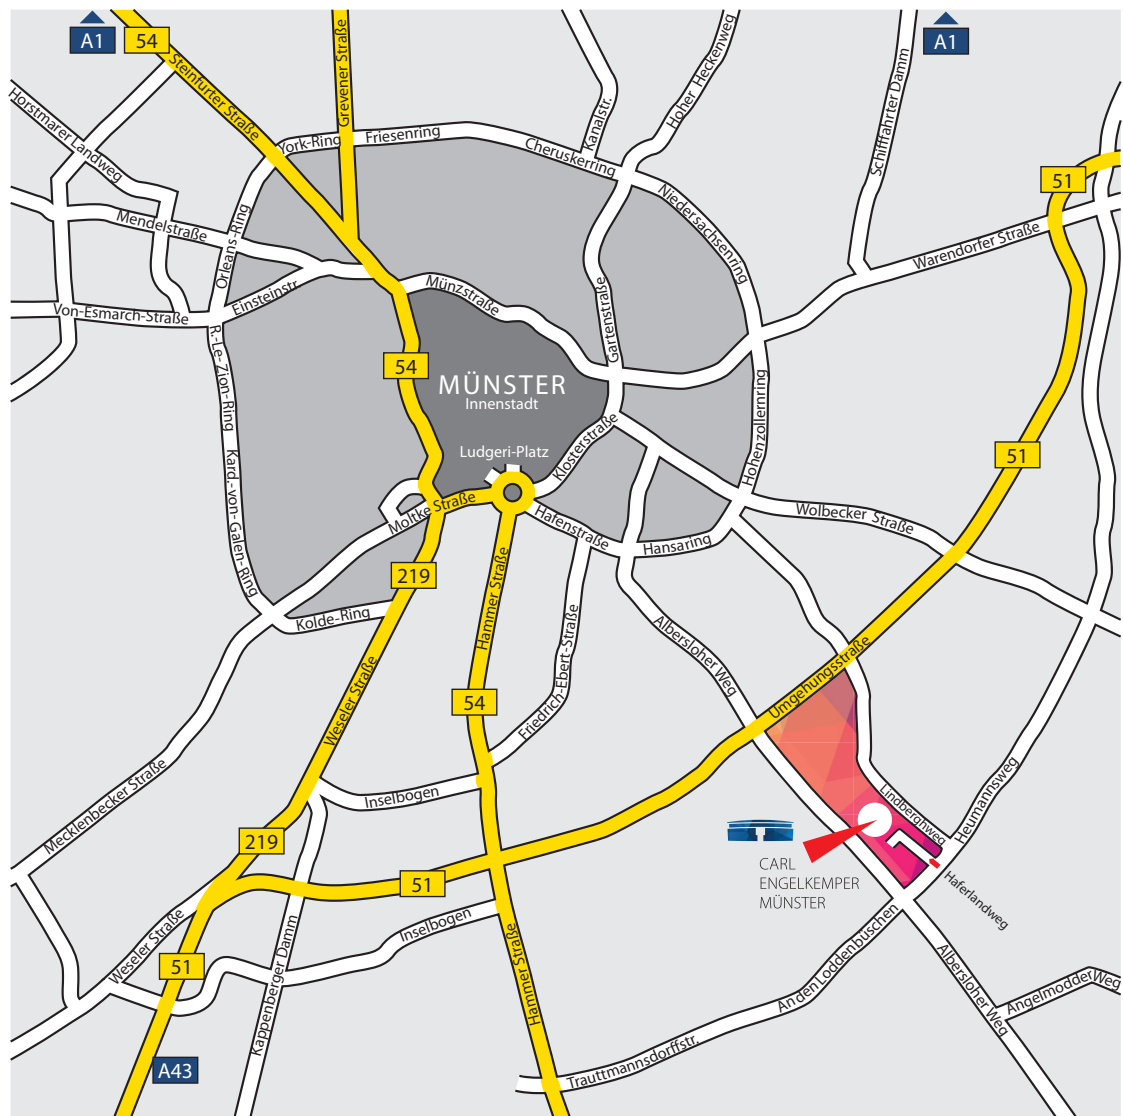 A1
54
A1
Steinfurter Straße
Grevener Straße
Hoher Heckenweg
Kanalstr.
Schifffahrter Damm
Horstmarer Landweg
York-Ring
Friesenring
Cheruskerring
51
Niedersachsenring
Mendelstraße
Orleans-Ring
Warendorfer Straße
Einsteinstr.
Münzstraße
Gartenstraße
Von-Esmarch-Straße
R.-Le-Zion-Ring
54
MÜNSTER
Innenstadt
Hohenzollernring
Ludgeri-Platz
Klosterstraße
51
Kard.-von-Galen-Ring
Moltke Straße
Hafenstraße
Hansaring
Wolbecker Straße
219
Hammer Straße
Kolde-Ring
Friedrich-Ebert-Straße
Albersloher Weg
Umgehungsstraße
Weseler Straße
54
Mecklenbecker Straße
Inselbogen
Lindberghweg
Heumannsweg
219
CARL
ENGELKEMPER
MÜNSTER
51
Haferlandweg
Weseler Straße
Inselbogen
An den Loddenbüschen
51
Kappenberger Damm
Hammer Straße
Albersloher Weg
Angelmodder Weg
A43
Trauttmannsdorffstr.